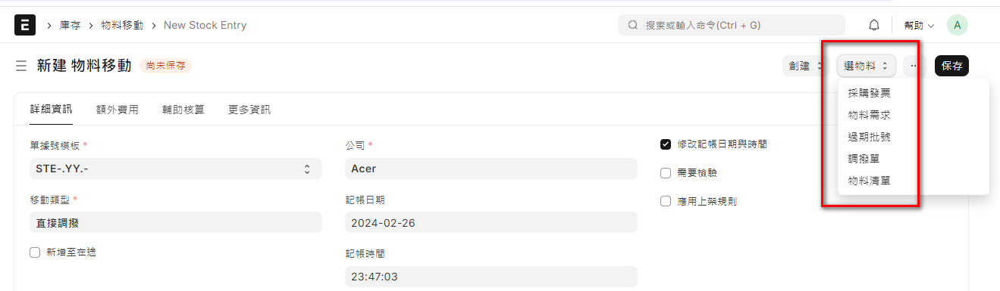 E 庫存 物料移動 New Stock Entry 搜索或輸入命令(Ctrl + G) 幫助 A
新建 物料移動 尚未保存 創建 選物料 ... 保存
詳細資訊 額外費用 輔助核算 更多資訊
採購發票
物料需求
過期批號
調撥單
物料清單
單據號模板 *
STE-.YY.-
移動類型 *
直接調撥
新增至在途
公司 *
Acer
記帳日期
2024-02-26
記帳時間
23:47:03
修改記帳日期與時間
需要檢驗
應用上架規則